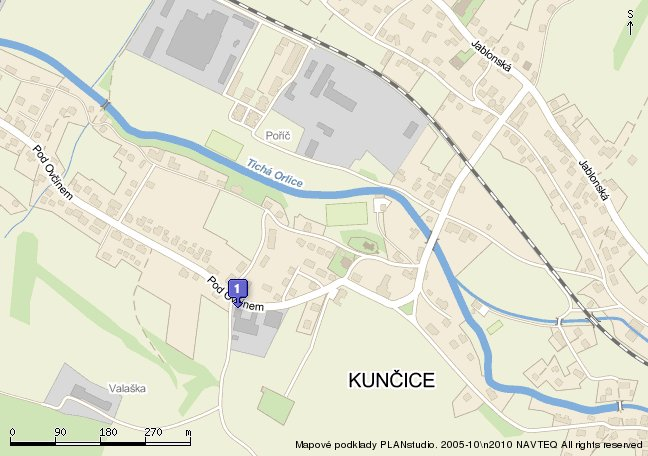 S
Jablonská
Poříč
Tichá Orlice
Pod Ovčínem
Jablonská
Pod Ovčínem
1
KUNČICE
Valaška
0 90 180 270 m
Mapové podklady PLANstudio, 2005-10\n2010 NAVTEQ All rights reserved